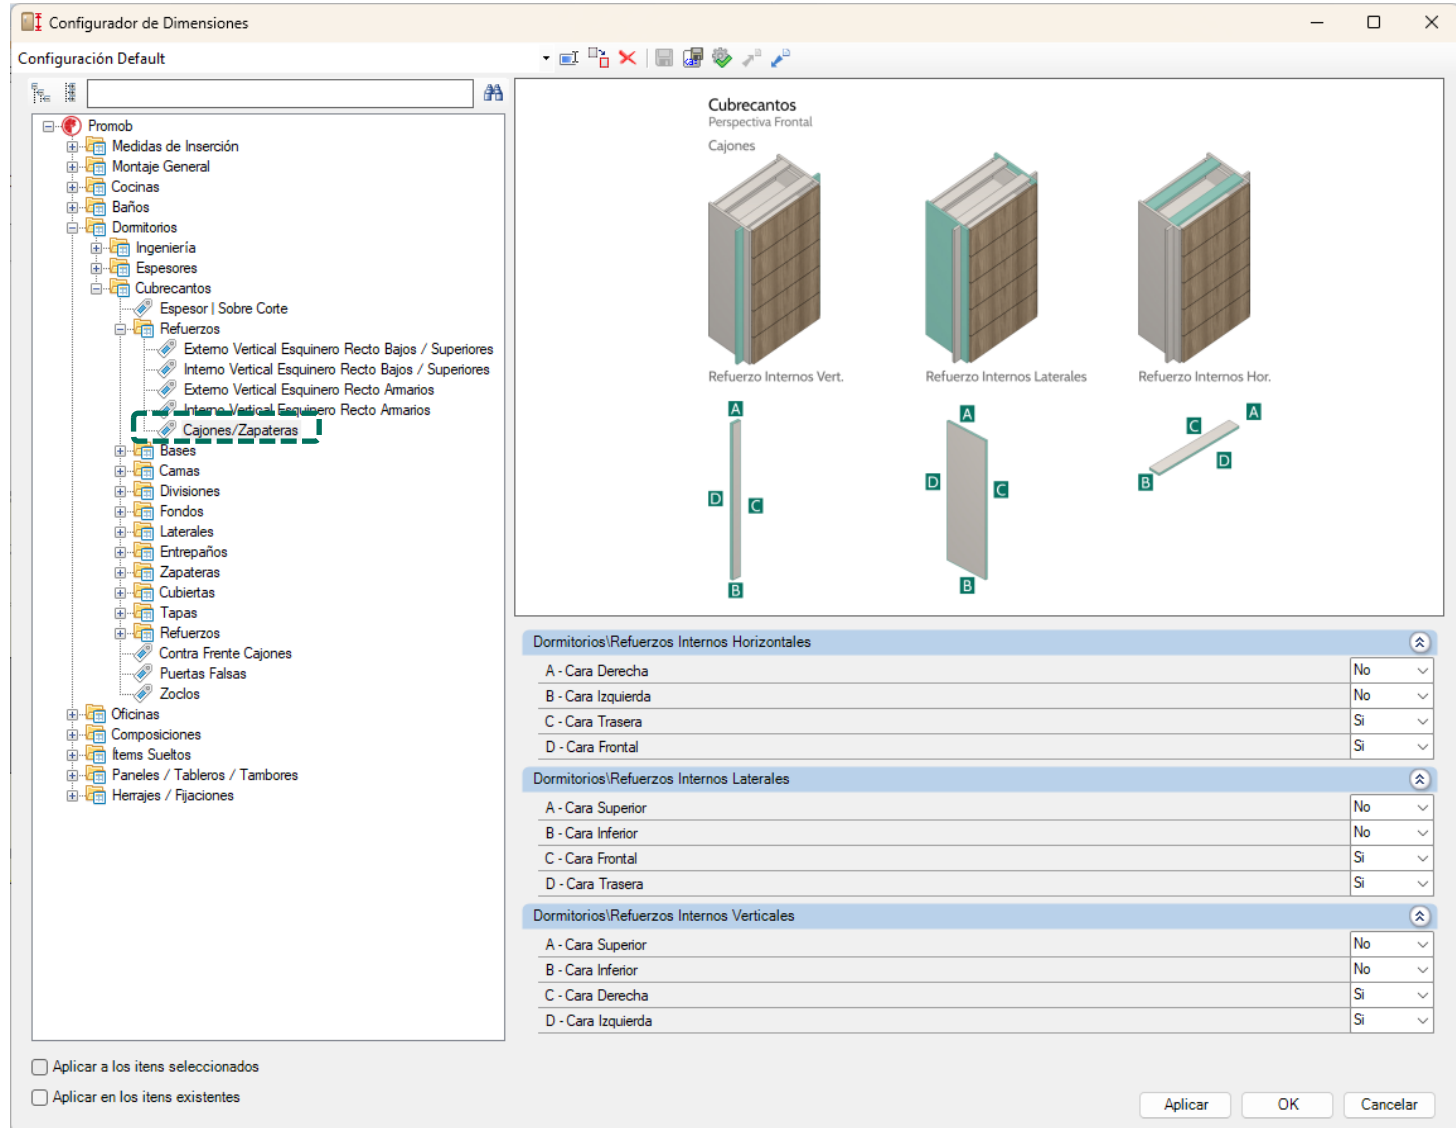 Configurador de Dimensiones
Configuración Default
Promob
Medidas de Inserción
Montaje General
Cocinas
Baños
Dormitorios
Ingeniería
Espesores
Cubrecantos
Espesor | Sobre Corte
Refuerzos
Externo Vertical Esquinero Recto Bajos / Superiores
Interno Vertical Esquinero Recto Bajos / Superiores
Externo Vertical Esquinero Recto Armarios
Interno Vertical Esquinero Recto Armarios
Cajones/Zapateras
Bases
Camas
Divisiones
Fondos
Laterales
Entrepaños
Zapateras
Cubiertas
Tapas
Refuerzos
Contra Frente Cajones
Puertas Falsas
Zoclos
Oficinas
Composiciones
Ítems Sueltos
Paneles / Tableros / Tambores
Herrajes / Fijaciones
Cubrecantos
Perspectiva Frontal
Cajones
Refuerzo Internos Vert.
Refuerzo Internos Laterales
Refuerzo Internos Hor.
A
D
C
B
A
D
C
B
A
C
D
B
Dormitorios\Refuerzos Internos Horizontales
A - Cara Derecha No
B - Cara Izquierda No
C - Cara Trasera Si
D - Cara Frontal Si
Dormitorios\Refuerzos Internos Laterales
A - Cara Superior No
B - Cara Inferior No
C - Cara Frontal Si
D - Cara Trasera Si
Dormitorios\Refuerzos Internos Verticales
A - Cara Superior No
B - Cara Inferior No
C - Cara Derecha Si
D - Cara Izquierda Si
Aplicar a los itens seleccionados
Aplicar en los itens existentes
Aplicar OK Cancelar